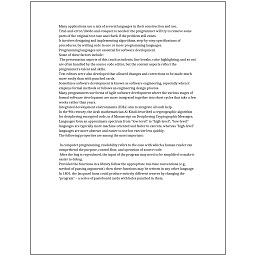 Many applications use a mix of several languages in their construction and use.
Trial-and-error/divide-and-conquer is needed: the programmer will try to remove some
parts of the original test case and check if the problem still exists.
It involves designing and implementing algorithms, step-by-step specifications of
procedures, by writing code in one or more programming languages.
Programming languages are essential for software development.
Some of these factors include:
The presentation aspects of this (such as indents, line breaks, color highlighting, and so on)
are often handled by the source code editor, but the content aspects reflect the
programmer's talent and skills.
Text editors were also developed that allowed changes and corrections to be made much
more easily than with punched cards.
Sometimes software development is known as software engineering, especially when it
employs formal methods or follows an engineering design process.
Many programmers use forms of Agile software development where the various stages of
formal software development are more integrated together into short cycles that take a few
weeks rather than years.
Integrated development environments (IDEs) aim to integrate all such help.
In the 9th century, the Arab mathematician Al-Kindi described a cryptographic algorithm
for deciphering encrypted code, in A Manuscript on Deciphering Cryptographic Messages.
Languages form an approximate spectrum from "low-level" to "high-level"; "low-level"
languages are typically more machine-oriented and faster to execute, whereas "high-level"
languages are more abstract and easier to use but execute less quickly.
The following properties are among the most important:
In computer programming, readability refers to the ease with which a human reader can
comprehend the purpose, control flow, and operation of source code.
After the bug is reproduced, the input of the program may need to be simplified to make it
easier to debug.
Provided the functions in a library follow the appropriate run-time conventions (e.g.,
method of passing arguments), then these functions may be written in any other language.
In 1801, the Jacquard loom could produce entirely different weaves by changing the
"program" – a series of pasteboard cards with holes punched in them.